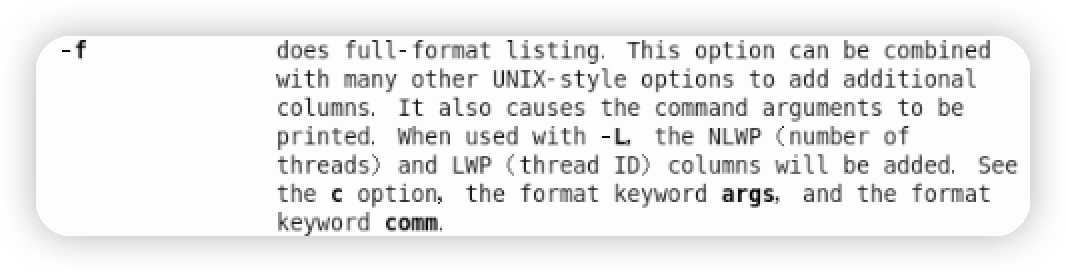 -f does full-format listing. This option can be combined
with many other UNIX-style options to add additional
columns. It also causes the command arguments to be
printed. When used with -L, the NLWP (number of
threads) and LWP (thread ID) columns will be added. See
the c option, the format keyword args, and the format
keyword comm.